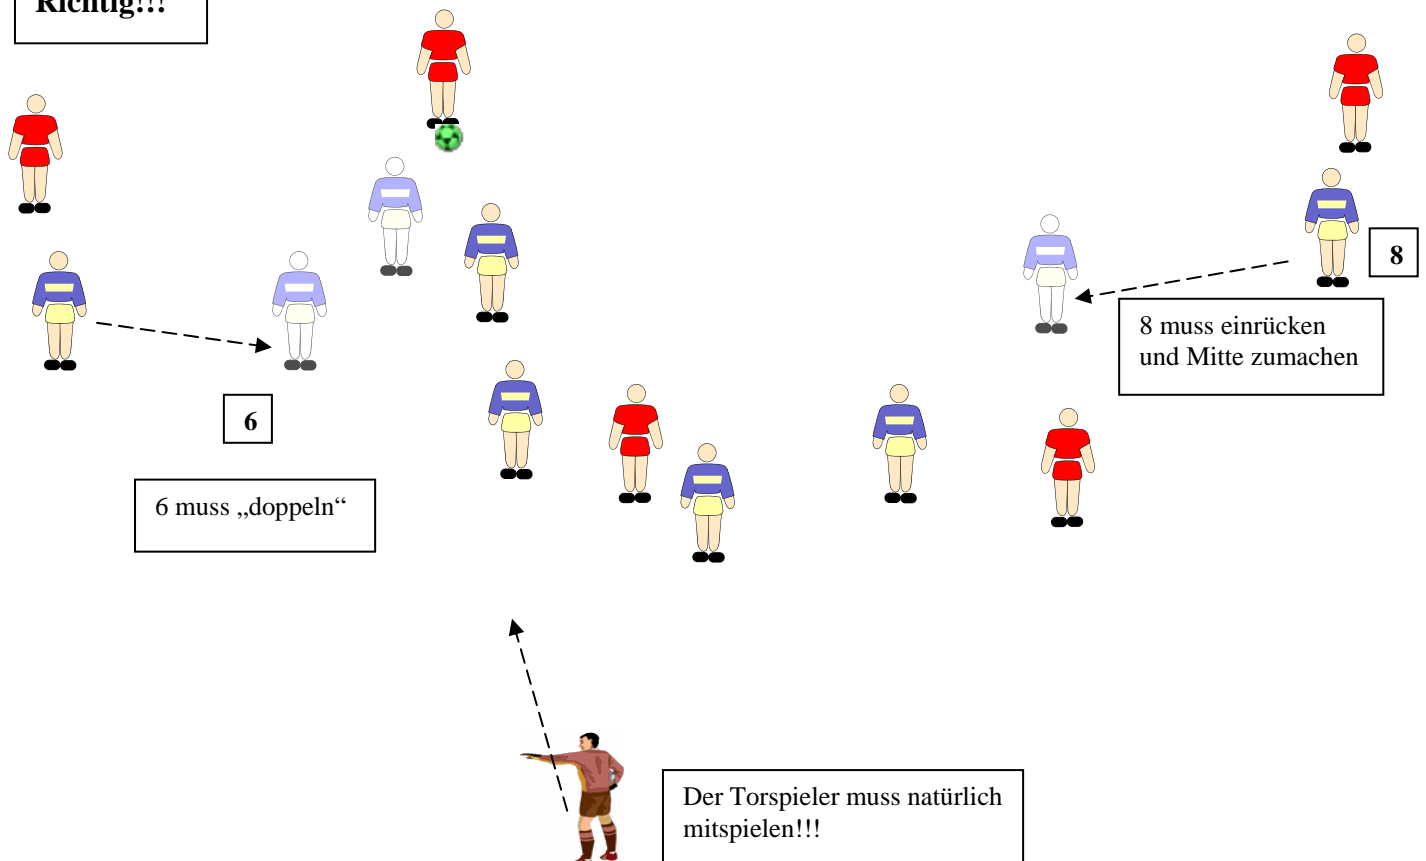 Richtig!!!
8
8 muss einrücken
und Mitte zumachen
6
6 muss „doppeln“
Der Torspieler muss natürlich
mitspielen!!!